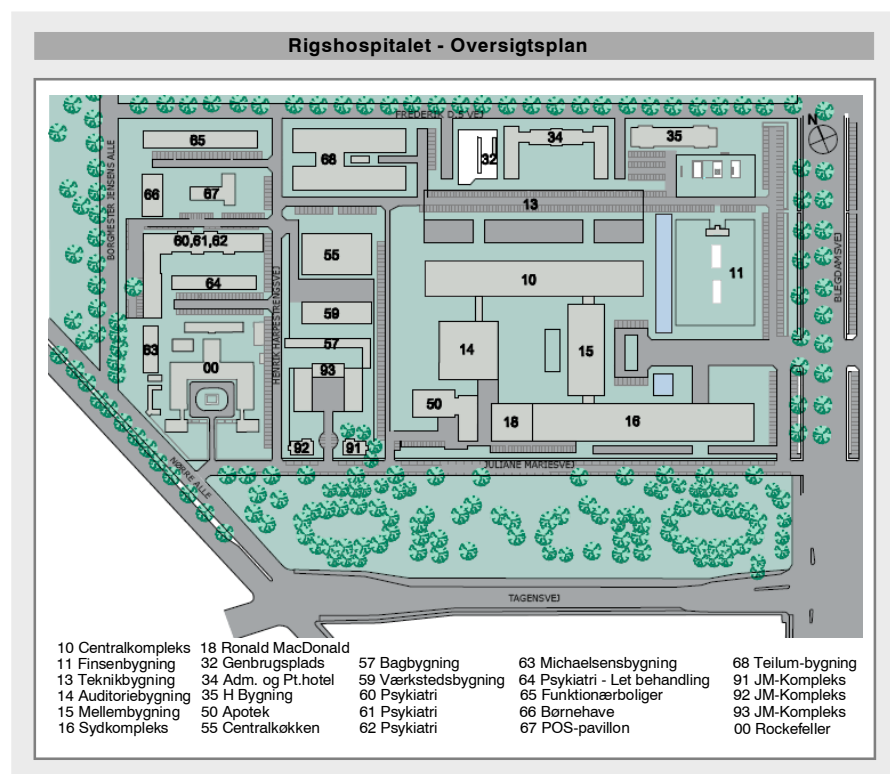 Rigshospitalet - Oversigtsplan
FREDERIK D.5 VEJ
N
65
68
32
34
35
BORGMESTER JENSENS ALLE
66
67
13
60,61,62
55
10
11
BLEGDAMSVEJ
64
HENRIK HARPESTRENGSVEJ
59
57
63
00
93
14
15
50
18
16
92
91
NØRRE ALLE
JULIANE MARIESVEJ
TAGENSVEJ
10 Centralkompleks
11 Finsenbygning
13 Teknikbygning
14 Auditoriebygning
15 Mellembygning
16 Sydkompleks
18 Ronald MacDonald
32 Genbrugsplads
34 Adm. og Pt.hotel
35 H Bygning
50 Apotek
55 Centralkøkken
57 Bagbygning
59 Værkstedsbygning
60 Psykiatri
61 Psykiatri
62 Psykiatri
63 Michaelsensbygning
64 Psykiatri - Let behandling
65 Funktionærboliger
66 Børnehave
67 POS-pavillon
68 Teilum-bygning
91 JM-Kompleks
92 JM-Kompleks
93 JM-Kompleks
00 Rockefeller